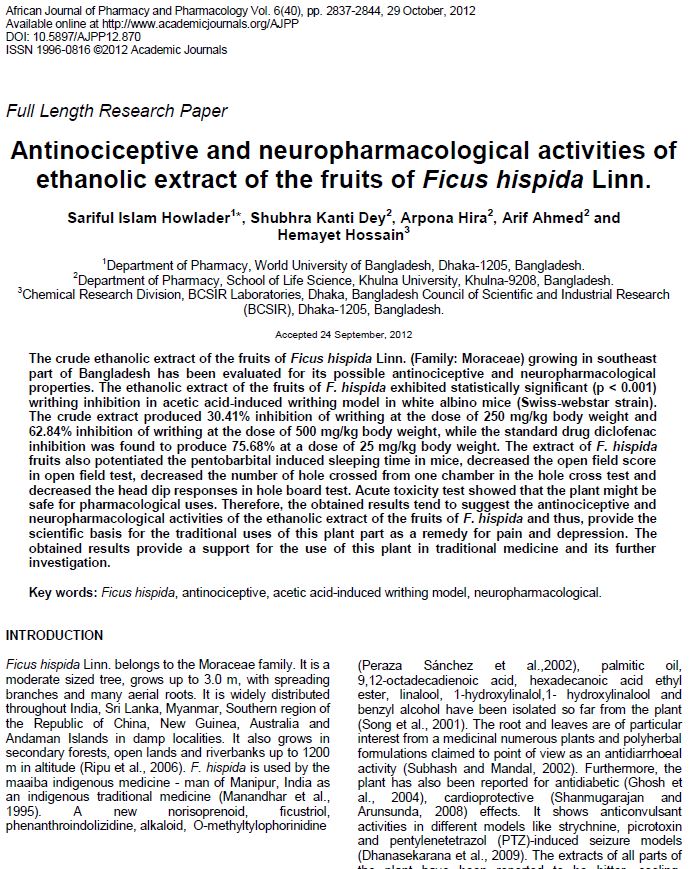 African Journal of Pharmacy and Pharmacology Vol. 6(40), pp. 2837-2844, 29 October, 2012
Available online at http://www.academicjournals.org/AJPP
DOI: 10.5897/AJPP12.870
ISSN 1996-0816 ©2012 Academic Journals
Full Length Research Paper
Antinociceptive and neuropharmacological activities of
ethanolic extract of the fruits of Ficus hispida Linn.
Sariful Islam Howlader1*, Shubhra Kanti Dey2, Arpona Hira2, Arif Ahmed2 and
Hemayet Hossain3
1Department of Pharmacy, World University of Bangladesh, Dhaka-1205, Bangladesh.
2Department of Pharmacy, School of Life Science, Khulna University, Khulna-9208, Bangladesh.
3Chemical Research Division, BCSIR Laboratories, Dhaka, Bangladesh Council of Scientific and Industrial Research
(BCSIR), Dhaka-1205, Bangladesh.
Accepted 24 September, 2012
The crude ethanolic extract of the fruits of Ficus hispida Linn. (Family: Moraceae) growing in southeast
part of Bangladesh has been evaluated for its possible antinociceptive and neuropharmacological
properties. The ethanolic extract of the fruits of F. hispida exhibited statistically significant (p < 0.001)
writhing inhibition in acetic acid-induced writhing model in white albino mice (Swiss-webstar strain).
The crude extract produced 30.41% inhibition of writhing at the dose of 250 mg/kg body weight and
62.84% inhibition of writhing at the dose of 500 mg/kg body weight, while the standard drug diclofenac
inhibition was found to produce 75.68% at a dose of 25 mg/kg body weight. The extract of F. hispida
fruits also potentiated the pentobarbital induced sleeping time in mice, decreased the open field score
in open field test, decreased the number of hole crossed from one chamber in the hole cross test and
decreased the head dip responses in hole board test. Acute toxicity test showed that the plant might be
safe for pharmacological uses. Therefore, the obtained results tend to suggest the antinociceptive and
neuropharmacological activities of the ethanolic extract of the fruits of F. hispida and thus, provide the
scientific basis for the traditional uses of this plant part as a remedy for pain and depression. The
obtained results provide a support for the use of this plant in traditional medicine and its further
investigation.
Key words: Ficus hispida, antinociceptive, acetic acid-induced writhing model, neuropharmacological.
INTRODUCTION
Ficus hispida Linn. belongs to the Moraceae family. It is a
moderate sized tree, grows up to 3.0 m, with spreading
branches and many aerial roots. It is widely distributed
throughout India, Sri Lanka, Myanmar, Southern region of
the Republic of China, New Guinea, Australia and
Andaman Islands in damp localities. It also grows in
secondary forests, open lands and riverbanks up to 1200
m in altitude (Ripu et al., 2006). F. hispida is used by the
maaiba indigenous medicine - man of Manipur, India as
an indigenous traditional medicine (Manandhar et al.,
1995). A new norisoprenoid, ficustriol,
phenanthroindolizidine, alkaloid, O-methyltylophorinidine
(Peraza Sánchez et al.,2002), palmitic oil,
9,12-octadecadienoic acid, hexadecanoic acid ethyl
ester, linalool, 1-hydroxylinalol,1- hydroxylinalool and
benzyl alcohol have been isolated so far from the plant
(Song et al., 2001). The root and leaves are of particular
interest from a medicinal numerous plants and polyherbal
formulations claimed to point of view as an antidiarrhoeal
activity (Subhash and Mandal, 2002). Furthermore, the
plant has also been reported for antidiabetic (Ghosh et
al., 2004), cardioprotective (Shanmugarajan and
Arunsunda, 2008) effects. It shows anticonvulsant
activities in different models like strychnine, picrotoxin
and pentylenetetrazol (PTZ)-induced seizure models
(Dhanasekarana et al., 2009). The extracts of all parts of
the plant have been reported to be bitter, cooling,